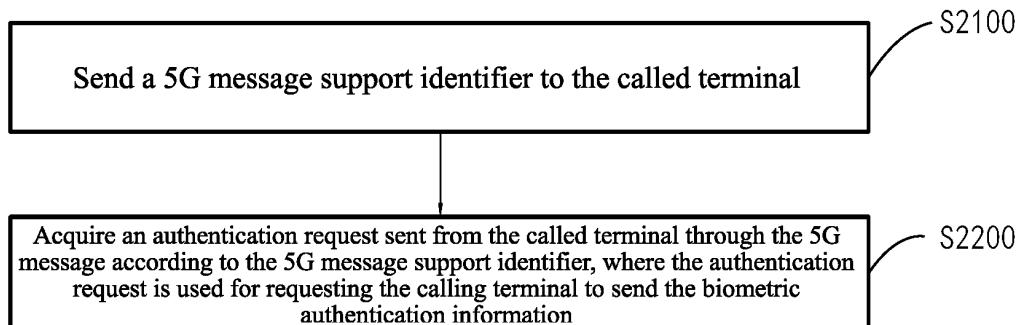 S2100
Send a 5G message support identifier to the called terminal
S2200
Acquire an authentication request sent from the called terminal through the 5G
message according to the 5G message support identifier, where the authentication
request is used for requesting the calling terminal to send the biometric
authentication information